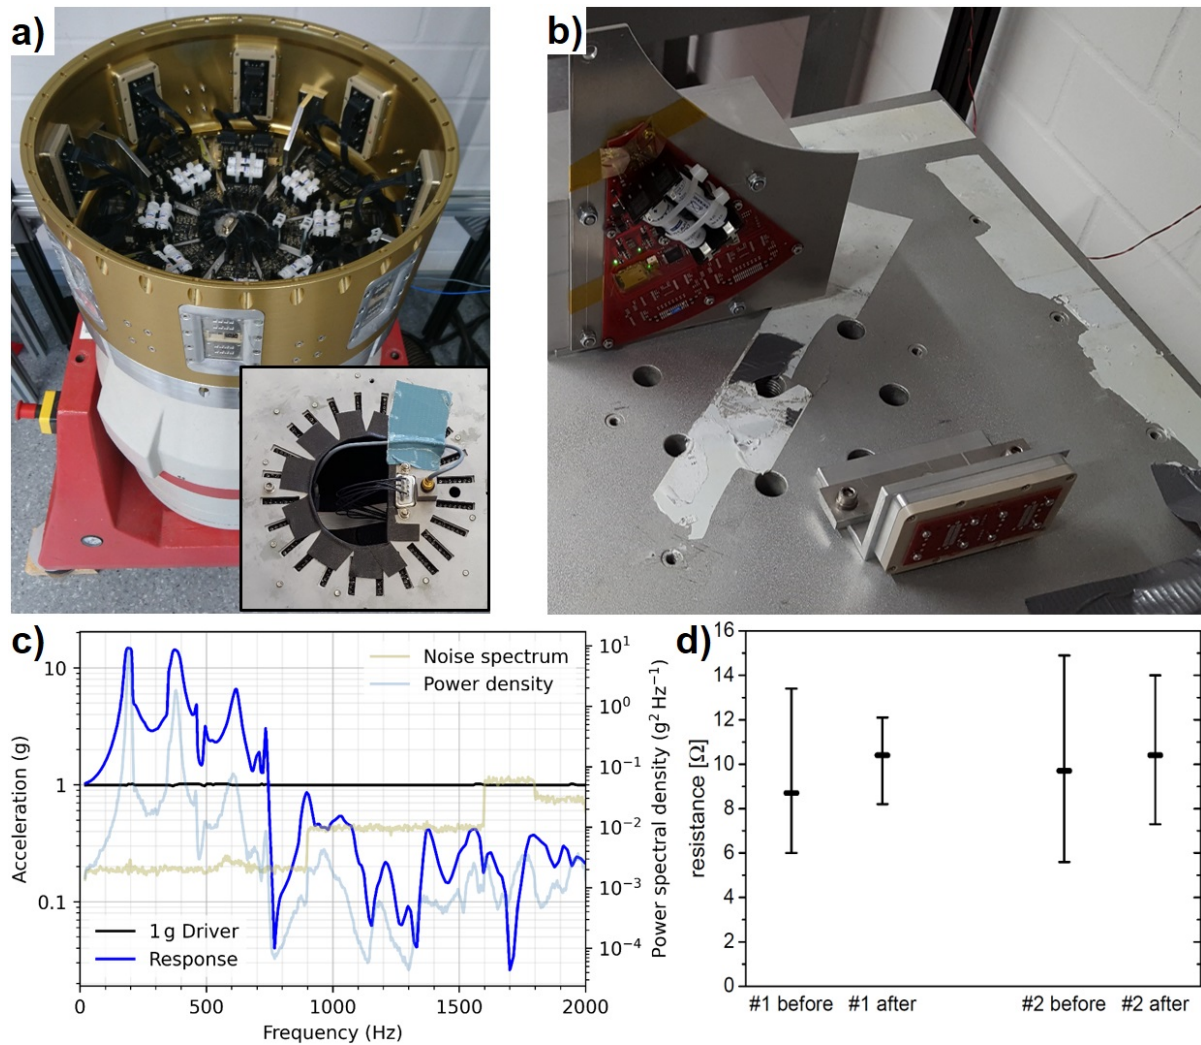 a)
b)
c)
10
1
0.1
Acceleration (g)
Noise spectrum
Power density
1 g Driver
Response
0
500
1000
1500
2000
Frequency (Hz)
10¹
10⁰
10⁻¹
10⁻²
10⁻³
10⁻⁴
Power spectral density (g² Hz⁻¹)
d)
16
14
12
10
8
6
4
2
0
resistance [Ω]
#1 before
#1 after
#2 before
#2 after